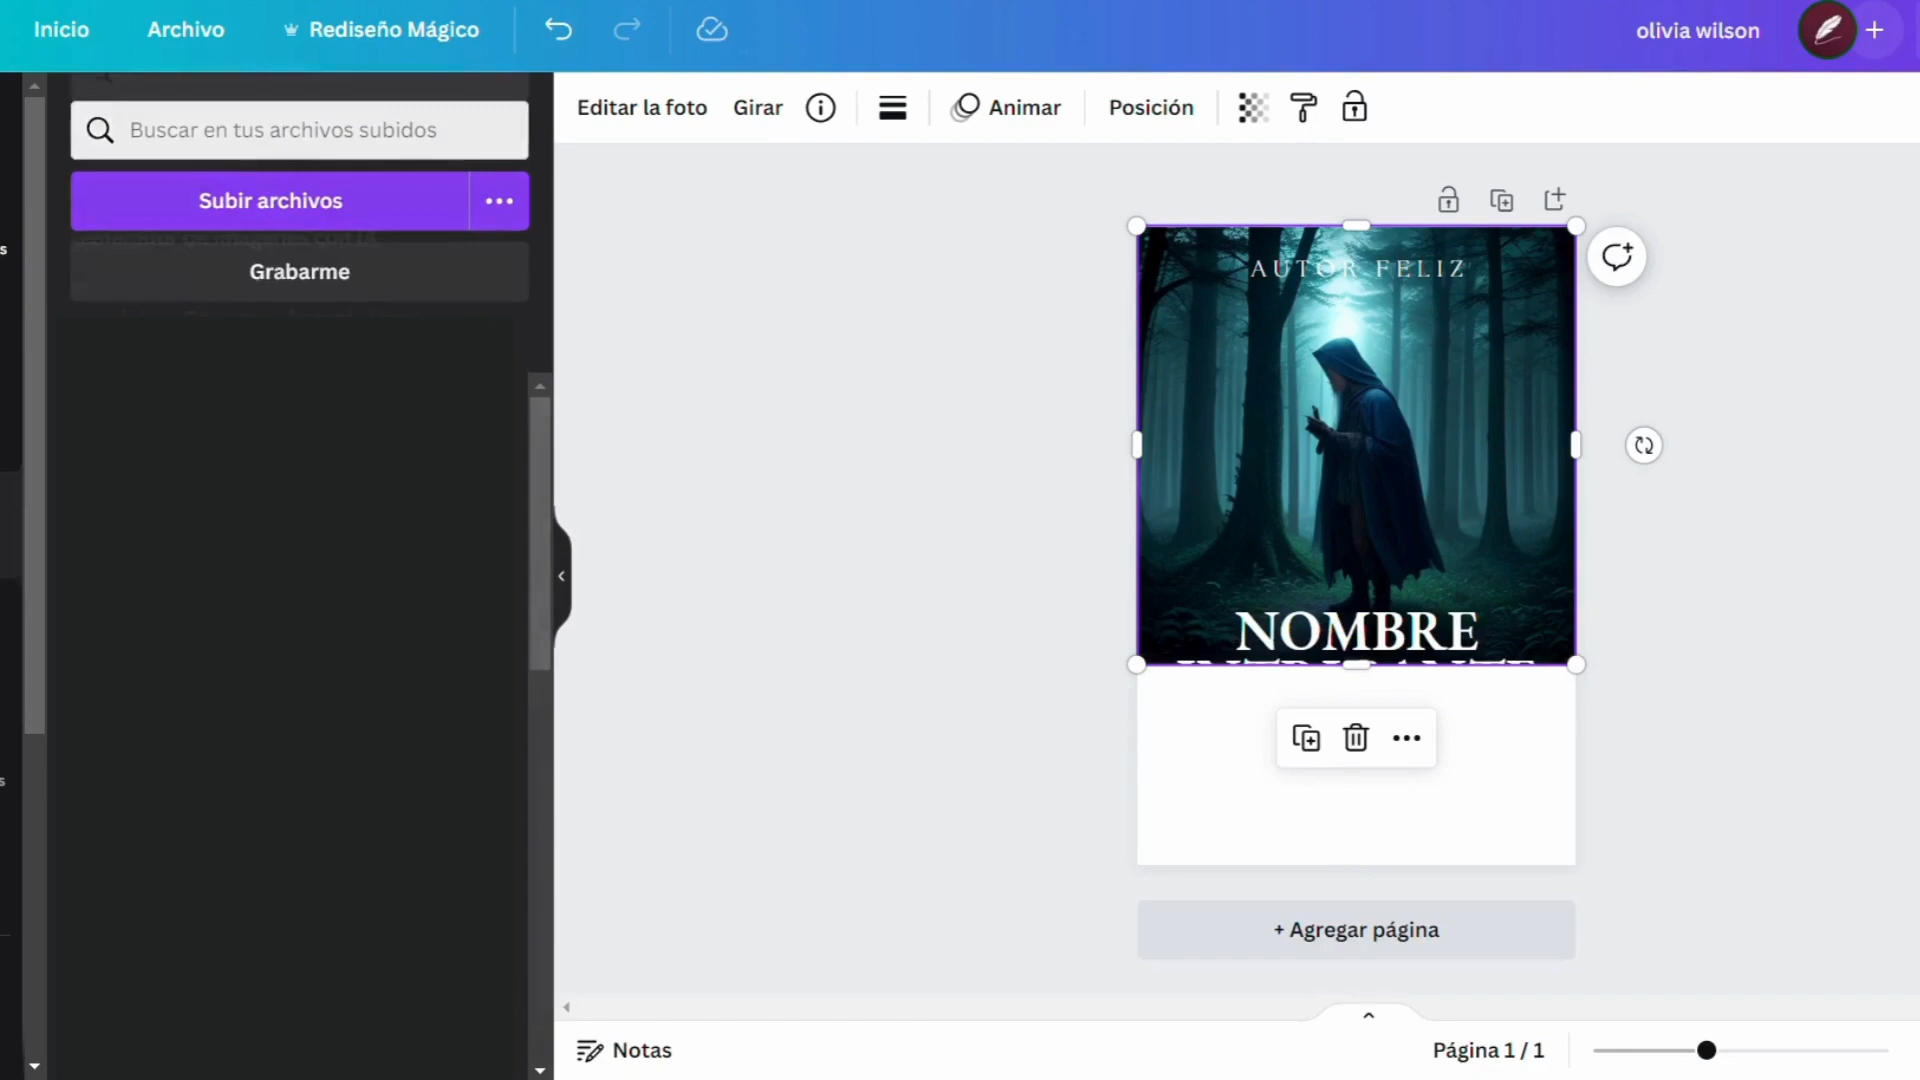 Inicio
Archivo
Rediseño Mágico
olivia wilson
Buscar en tus archivos subidos
Subir archivos
Grabarme
Editar la foto
Girar
Animar
Posición
AUTOR FELIZ
NOMBRE
+ Agregar página
Notas
Página 1 / 1